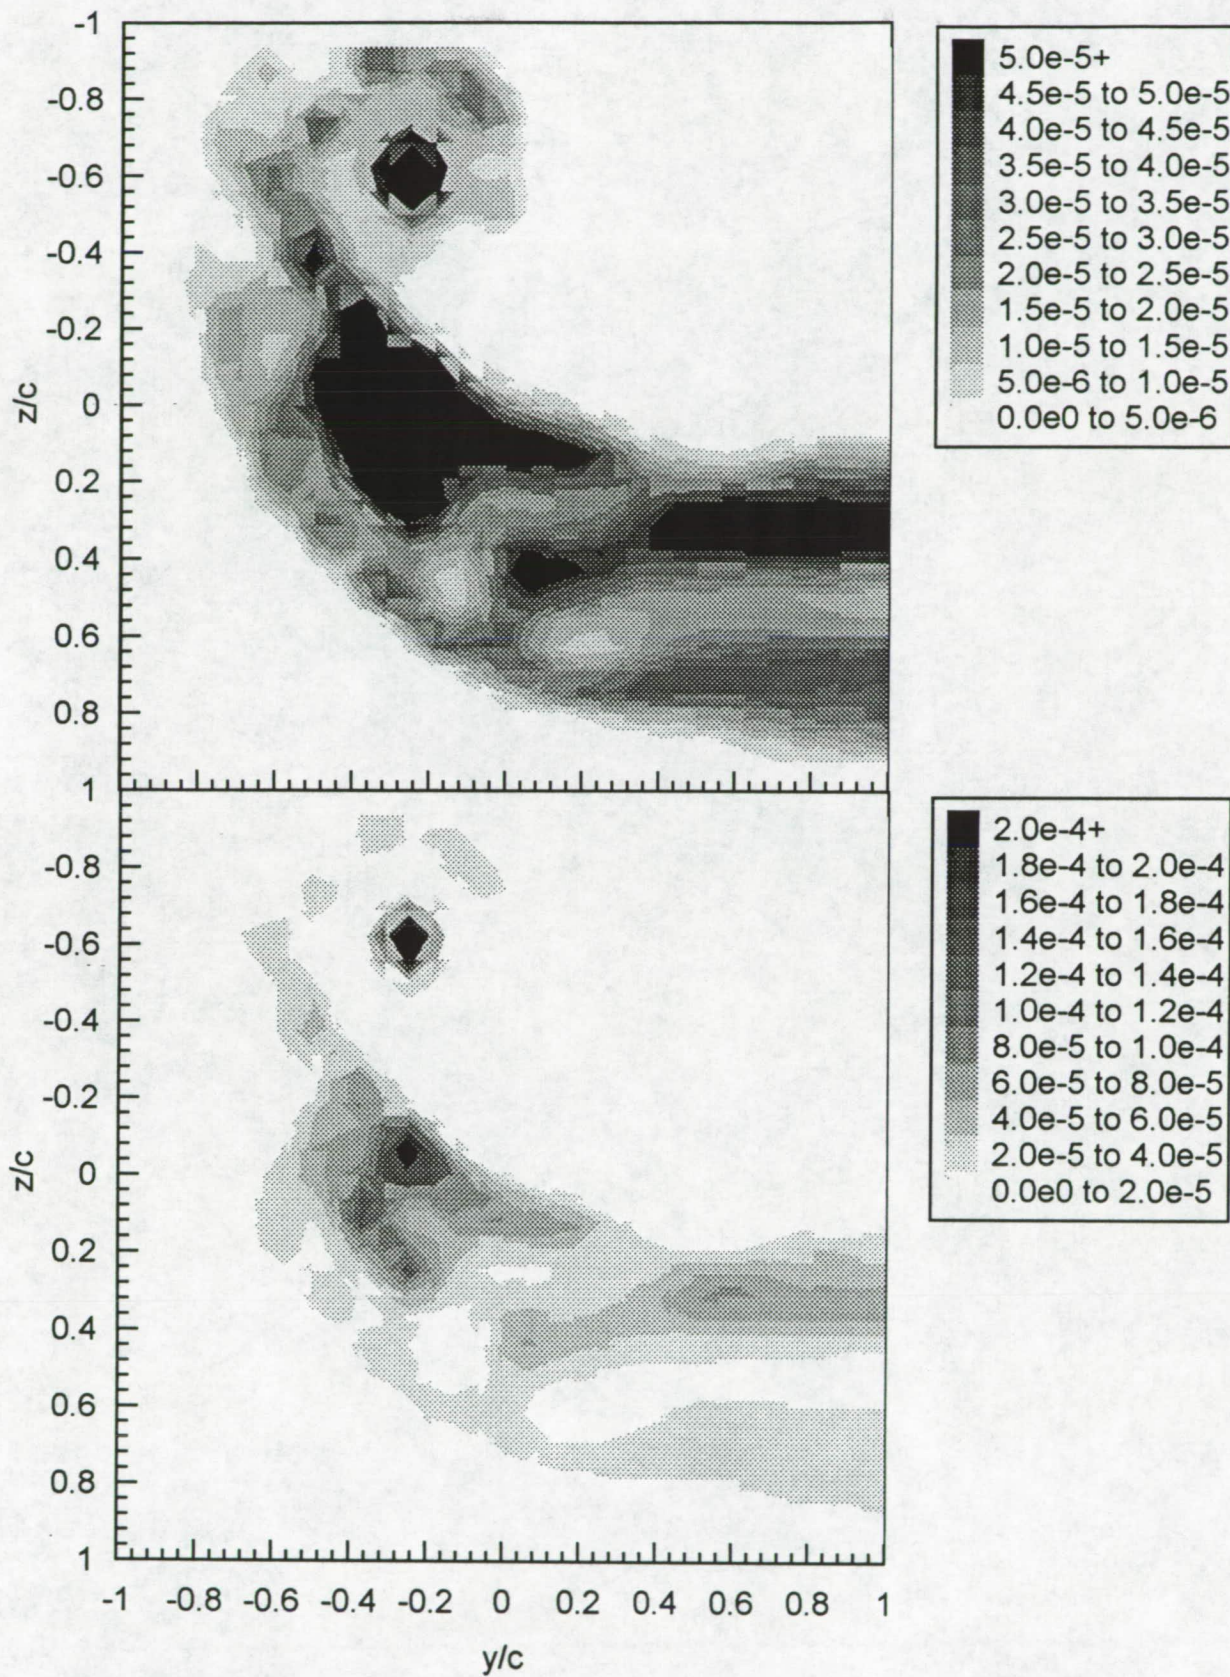 -1
-0.8
-0.6
-0.4
-0.2
0
0.2
0.4
0.6
0.8
1
z/c
5.0e-5+
4.5e-5 to 5.0e-5
4.0e-5 to 4.5e-5
3.5e-5 to 4.0e-5
3.0e-5 to 3.5e-5
2.5e-5 to 3.0e-5
2.0e-5 to 2.5e-5
1.5e-5 to 2.0e-5
1.0e-5 to 1.5e-5
5.0e-6 to 1.0e-5
0.0e0 to 5.0e-6
-0.8
-0.6
-0.4
-0.2
0
0.2
0.4
0.6
0.8
1
z/c
2.0e-4+
1.8e-4 to 2.0e-4
1.6e-4 to 1.8e-4
1.4e-4 to 1.6e-4
1.2e-4 to 1.4e-4
1.0e-4 to 1.2e-4
8.0e-5 to 1.0e-4
6.0e-5 to 8.0e-5
4.0e-5 to 6.0e-5
2.0e-5 to 4.0e-5
0.0e0 to 2.0e-5
-1 -0.8 -0.6 -0.4 -0.2 0 0.2 0.4 0.6 0.8 1
y/c